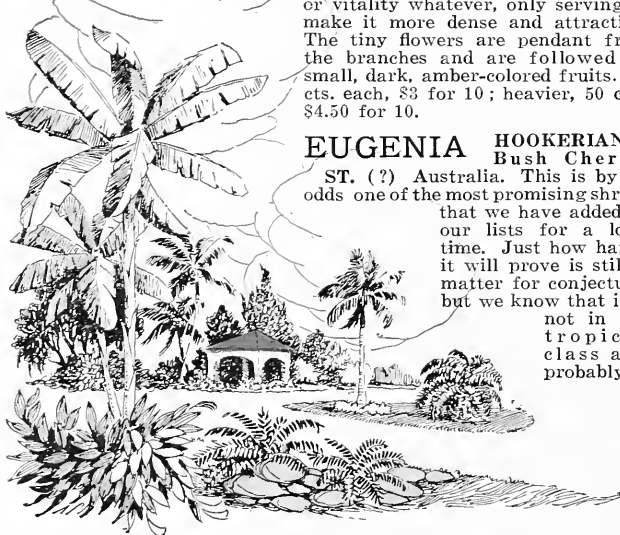 or vitality whatever, only serving
make it more dense and attracti
The tiny flowers are pendant fr
the branches and are followed
small, dark, amber-colored fruits.
cts. each, $3 for 10; heavier, 50 c
$4.50 for 10.
EUGENIA HOOKERIAN
Bush Cher
ST. (?) Australia. This is by
odds one of the most promising shr
that we have added
our lists for a lo
time. Just how ha
it will prove is stil
matter for conjectu
but we know that i
not in
tropic
class a
probably